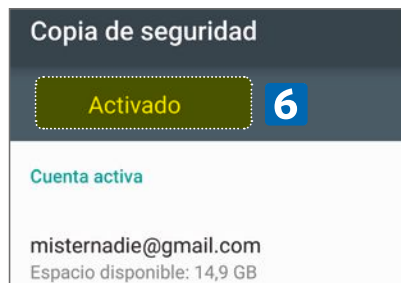 Copia de seguridad
Activado 6
Cuenta activa
misternadie@gmail.com
Espacio disponible: 14,9 GB